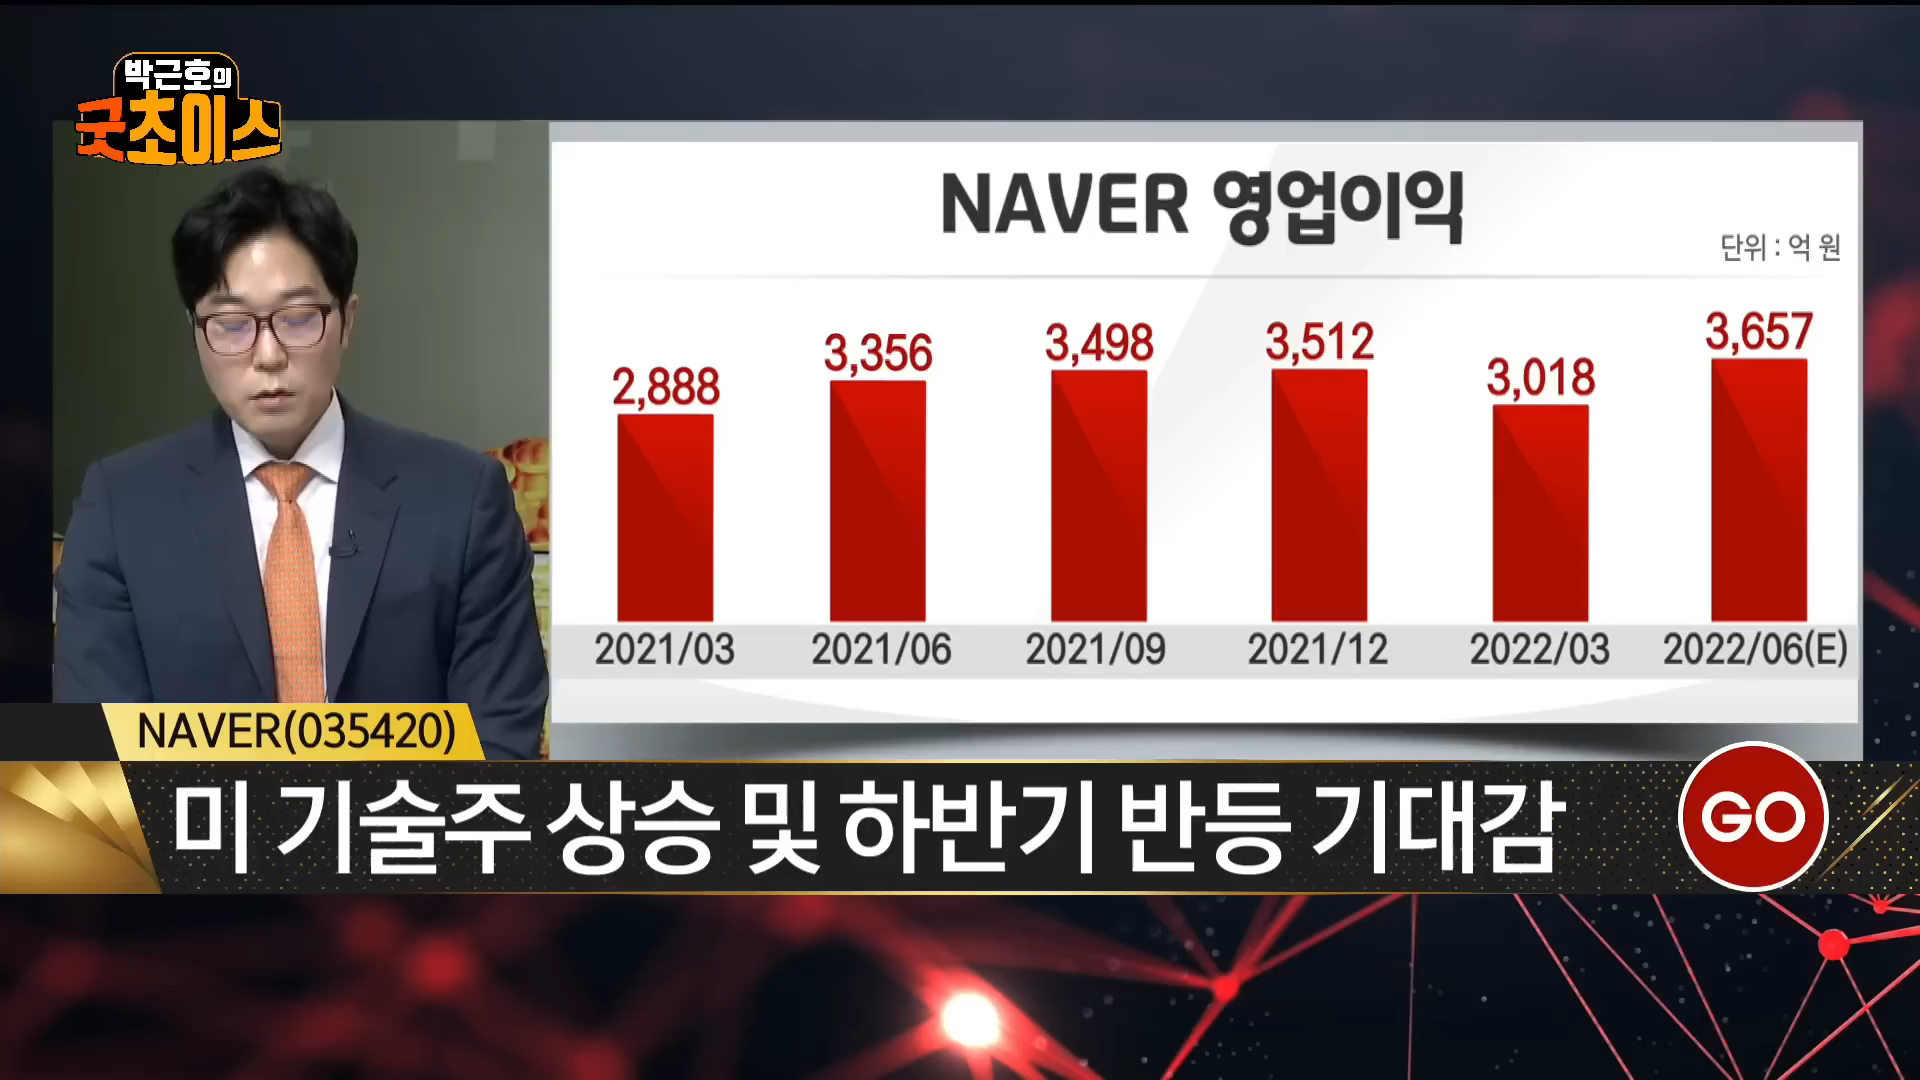 박근호의
굿초이스
NAVER 영업이익
단위 : 억 원
2,888
3,356
3,498
3,512
3,018
3,657
2021/03
2021/06
2021/09
2021/12
2022/03
2022/06(E)
NAVER(035420)
미 기술주 상승 및 하반기 반등 기대감
GO